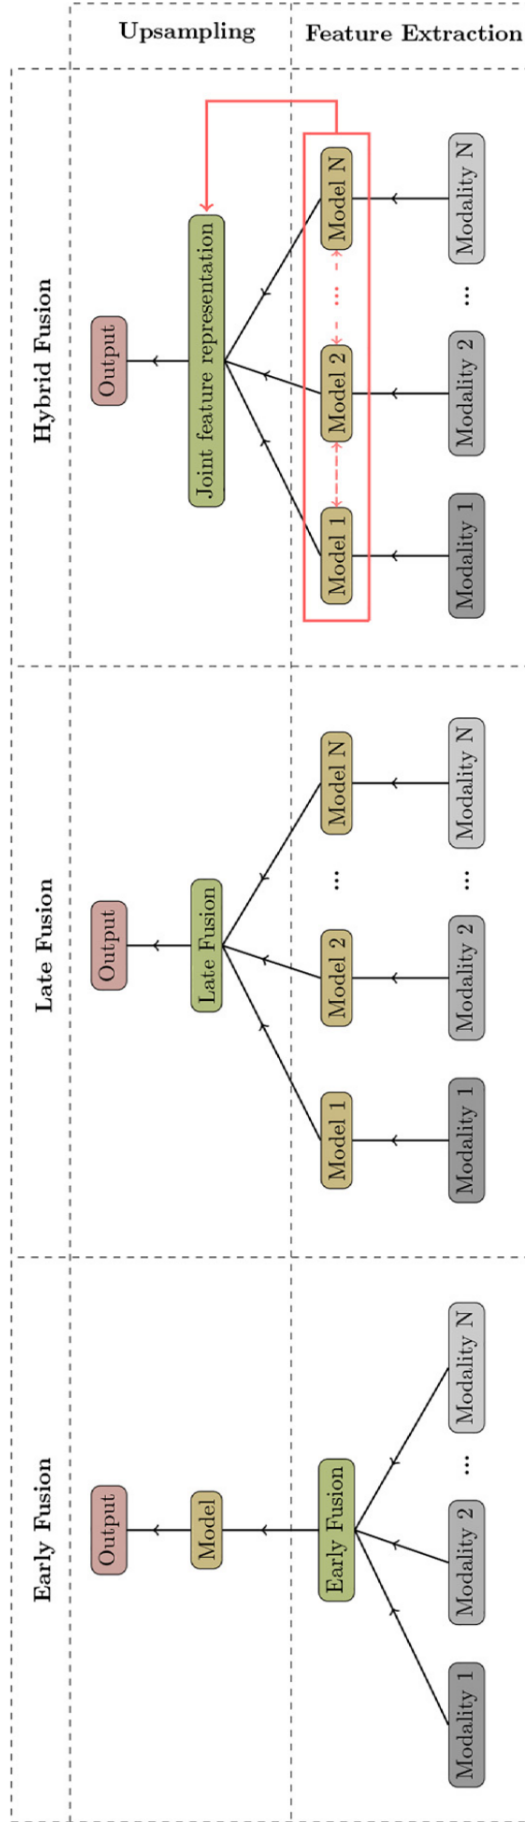 Early Fusion
Late Fusion
Hybrid Fusion
Output
Output
Output
Upsampling
Model
Late Fusion
Joint feature representation
Early Fusion
Model 1
Model 2
...
Model N
Model 1
Model 2
...
Model N
Feature Extraction
Modality 1
Modality 2
...
Modality N
Modality 1
Modality 2
...
Modality N
Modality 1
Modality 2
...
Modality N